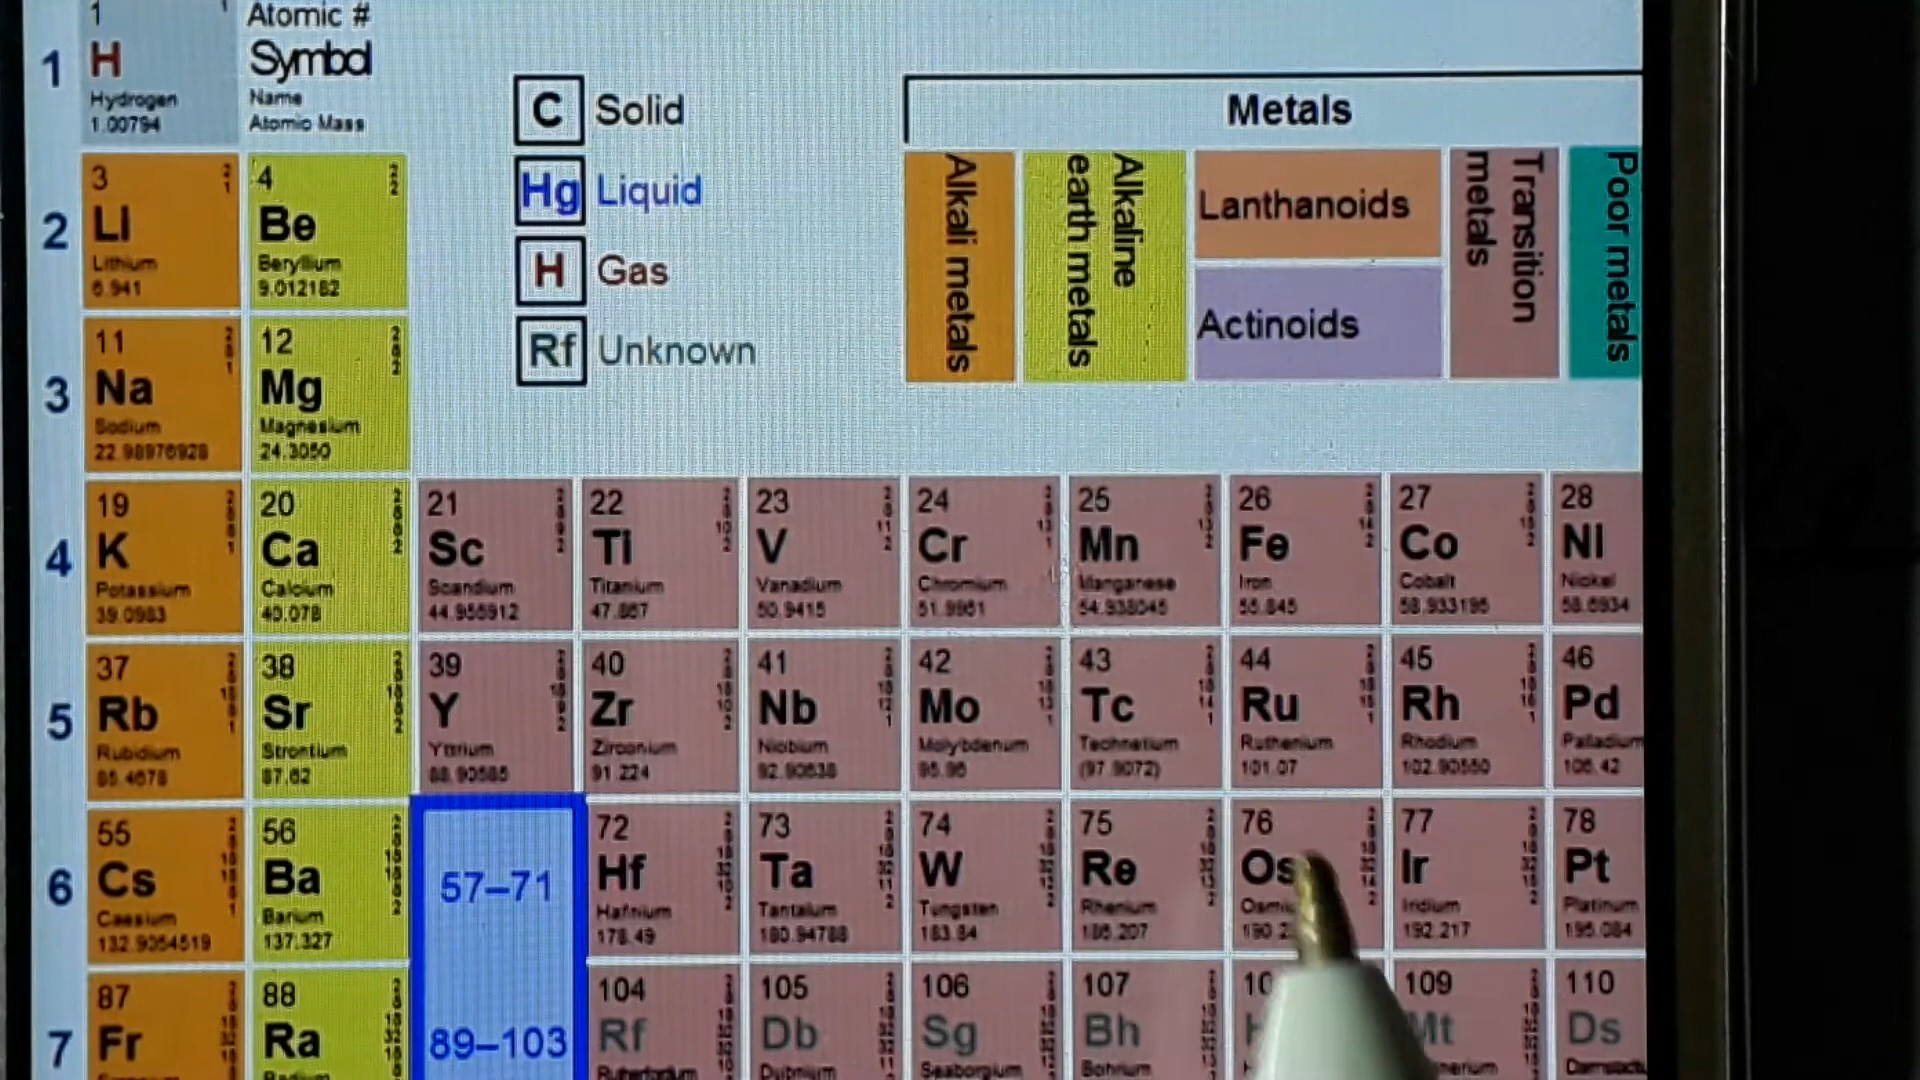 1 1 Atomic #
1 H Symbol
Hydrogen Name
1.00794 Atomic Mass
C Solid
Hg Liquid
H Gas
Rf Unknown
Metals
Alkali metals
Alkaline earth metals
Lanthanoids
Actinoids
Transition metals
Poor metals
3 4
2 Li Be
Lithium Beryllium
6.941 9.012182
11 12
3 Na Mg
Sodium Magnesium
22.98976928 24.3050
19 20 21 22 23 24 25 26 27 28
4 K Ca Sc Ti V Cr Mn Fe Co Ni
Potassium Calcium Scandium Titanium Vanadium Chromium Manganese Iron Cobalt Nickel
39.0983 40.078 44.955912 47.867 50.9415 51.9961 54.938045 55.845 58.933195 58.6934
37 38 39 40 41 42 43 44 45 46
5 Rb Sr Y Zr Nb Mo Tc Ru Rh Pd
Rubidium Strontium Yttrium Zirconium Niobium Molybdenum Technetium Ruthenium Rhodium Palladium
85.4678 87.62 88.90585 91.224 92.90638 95.96 (97.9072) 101.07 102.90550 106.42
55 56 72 73 74 75 76 77 78
6 Cs Ba 57–71 Hf Ta W Re Os Ir Pt
Caesium Barium Hafnium Tantalum Tungsten Rhenium Osmi Iridium Platinum
132.9054519 137.327 178.49 180.94788 183.84 186.207 190.2 192.217 195.084
87 88 104 105 106 107 10 109 110
7 Fr Ra 89–103 Rf Db Sg Bh H Mt Ds
Rutherfordium Dubnium Seaborgium Bohrium nerium